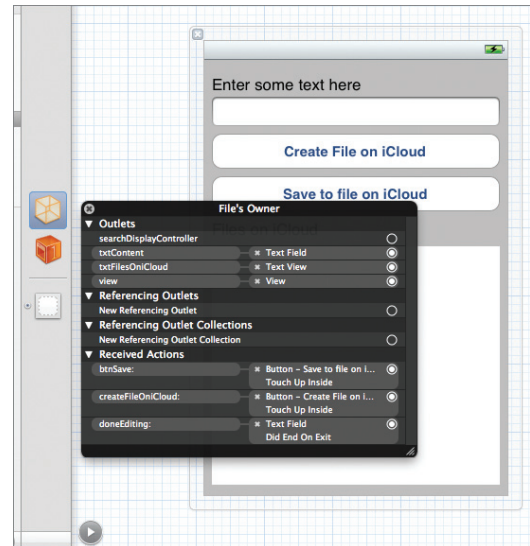 Enter some text here
Create File on iCloud
Save to file on iCloud
Files on iCloud
File's Owner
Outlets
searchDisplayController
txtContent Text Field
txtFilesOniCloud Text View
view View
Referencing Outlets
New Referencing Outlet
Referencing Outlet Collections
New Referencing Outlet Collection
Received Actions
btnSave: Button – Save to file on i...
Touch Up Inside
createFileOniCloud: Button – Create File on i...
Touch Up Inside
doneEditing: Text Field
Did End On Exit